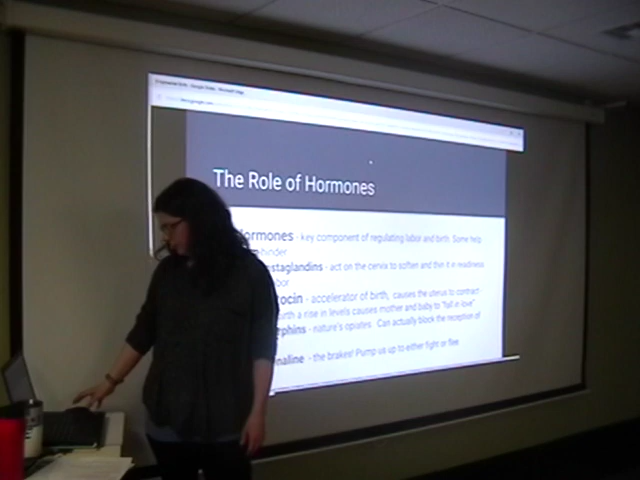 The Role of Hormones
ormones - key component of regulating labor and birth. Some help
hinder
staglandins - act on the cervix to soften and thin it in readiness
bor
ocin - accelerator of birth, causes the uterus to contract-
rth a rise in levels causes mother and baby to "fall in love"
rphins - nature's opiates. Can actually block the reception of
naline - the brakes! Pump us up to either fight or flee